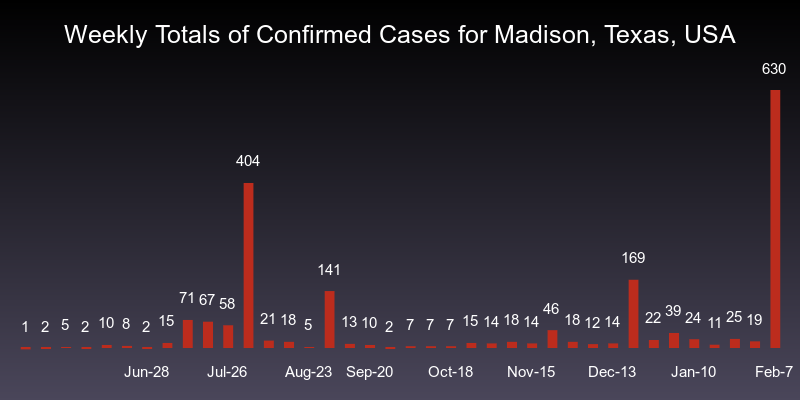 Weekly Totals of Confirmed Cases for Madison, Texas, USA
1 2 5 2 10 8 2 15 71 67 58 404 21 18 5 141 13 10 2 7 7 7 15 14 18 14 46 18 12 14 169 22 39 24 11 25 19 630
Jun-28 Jul-26 Aug-23 Sep-20 Oct-18 Nov-15 Dec-13 Jan-10 Feb-7